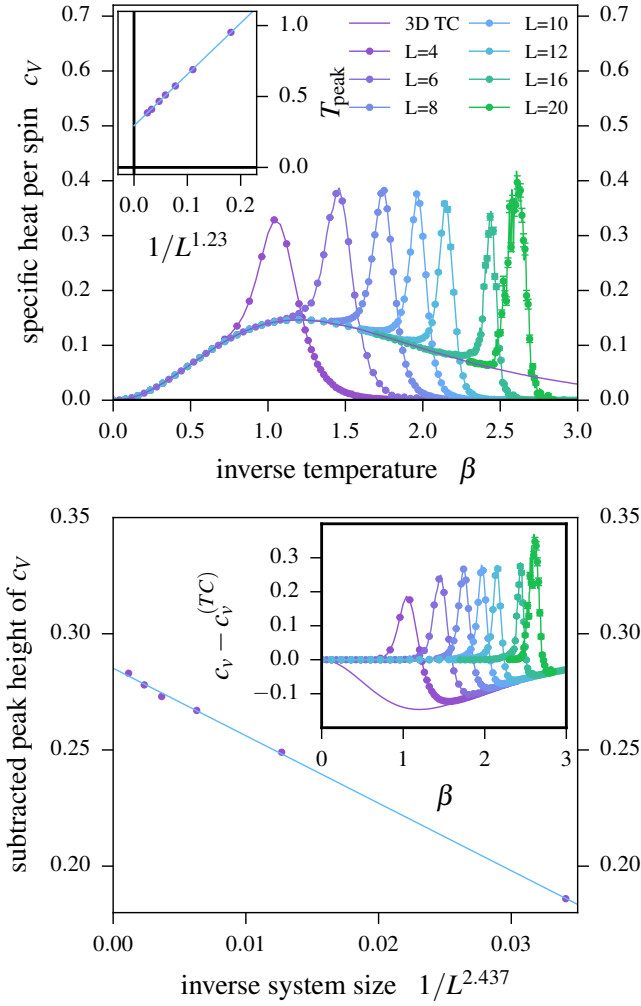 0.7
0.6
0.5
0.4
0.3
0.2
0.1
0.0
specific heat per spin c_V
1.0
0.5
0.0
T_peak
0.0 0.1 0.2
1/L^1.23
3D TC
L=4
L=6
L=8
L=10
L=12
L=16
L=20
0.7
0.6
0.5
0.4
0.3
0.2
0.1
0.0
0.0 0.5 1.0 1.5 2.0 2.5 3.0
inverse temperature β
0.35
0.30
0.25
0.20
subtracted peak height of c_V
0.3
0.2
0.1
0.0
−0.1
c_v − c_v^(TC)
0 1 2 3
β
0.35
0.30
0.25
0.20
0.00 0.01 0.02 0.03
inverse system size 1/L^2.437